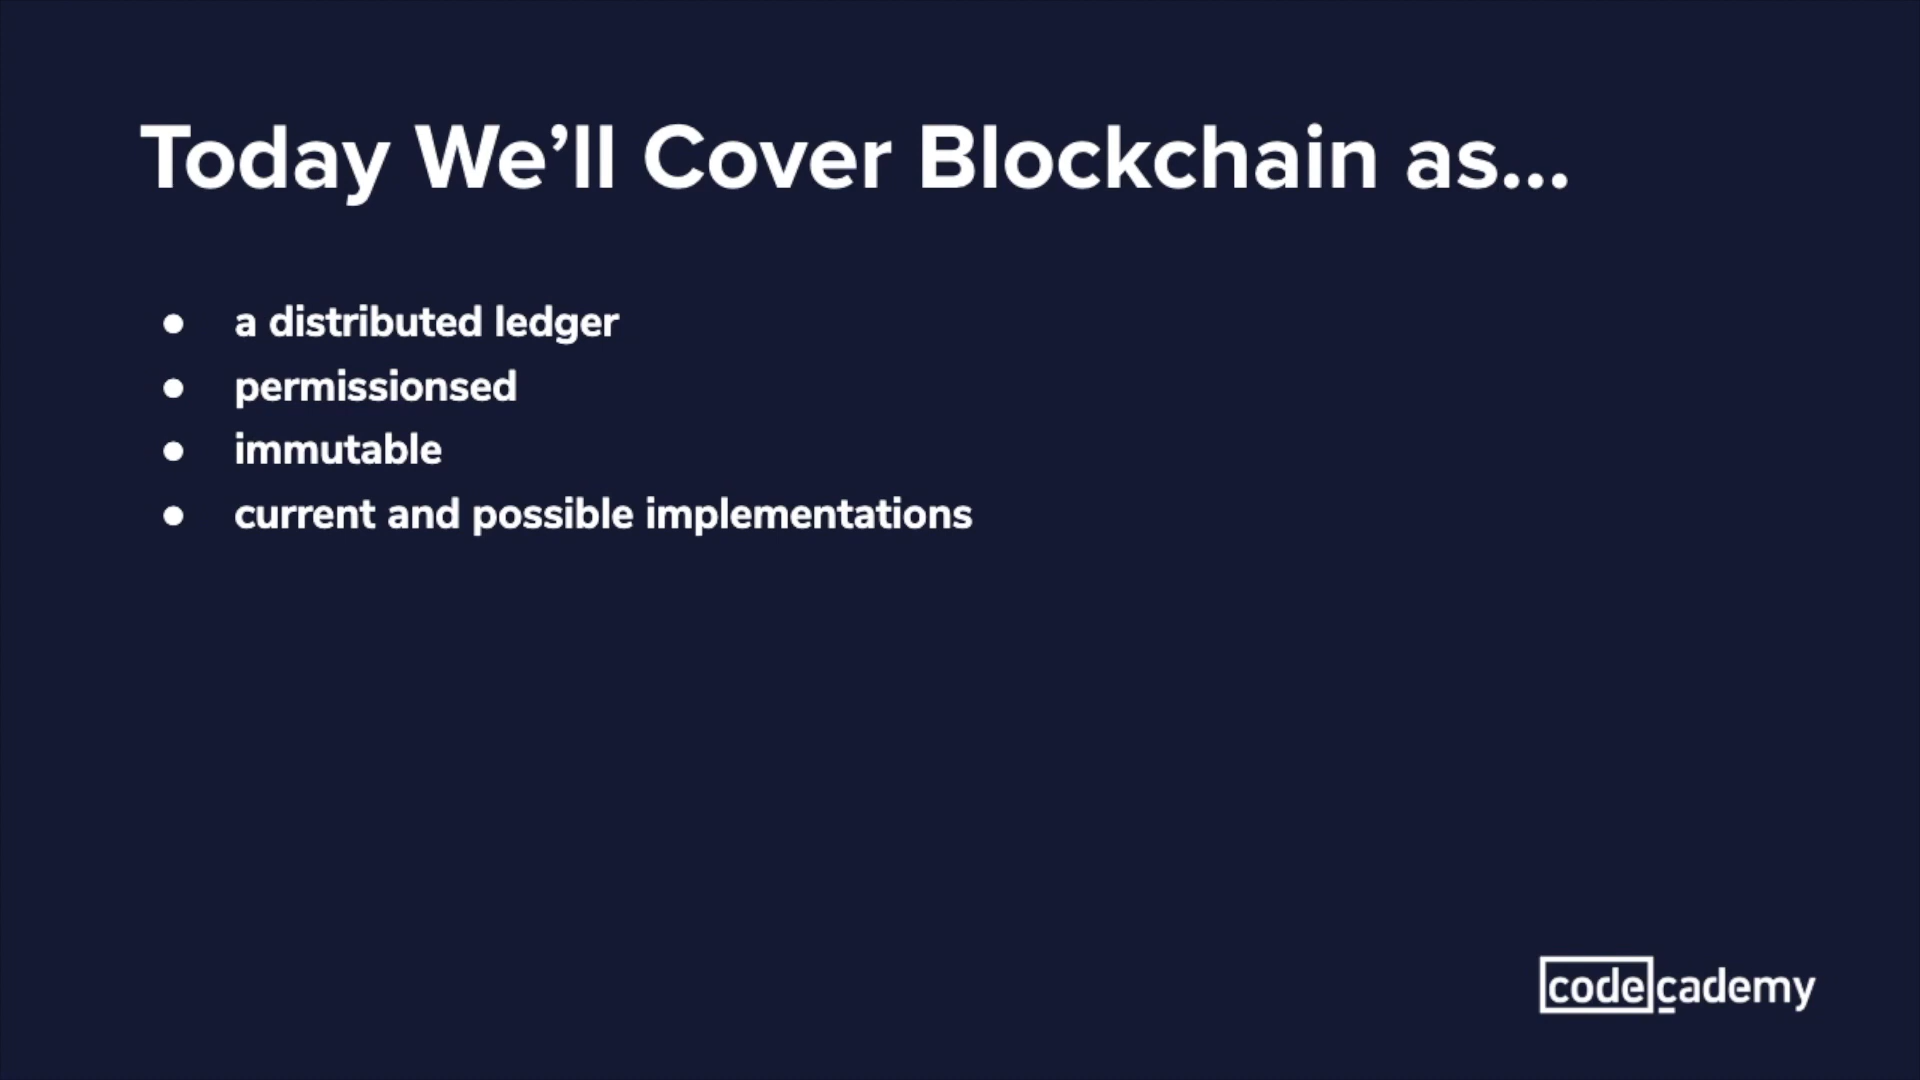 Today We’ll Cover Blockchain as...
● a distributed ledger
● permissionsed
● immutable
● current and possible implementations
codecademy